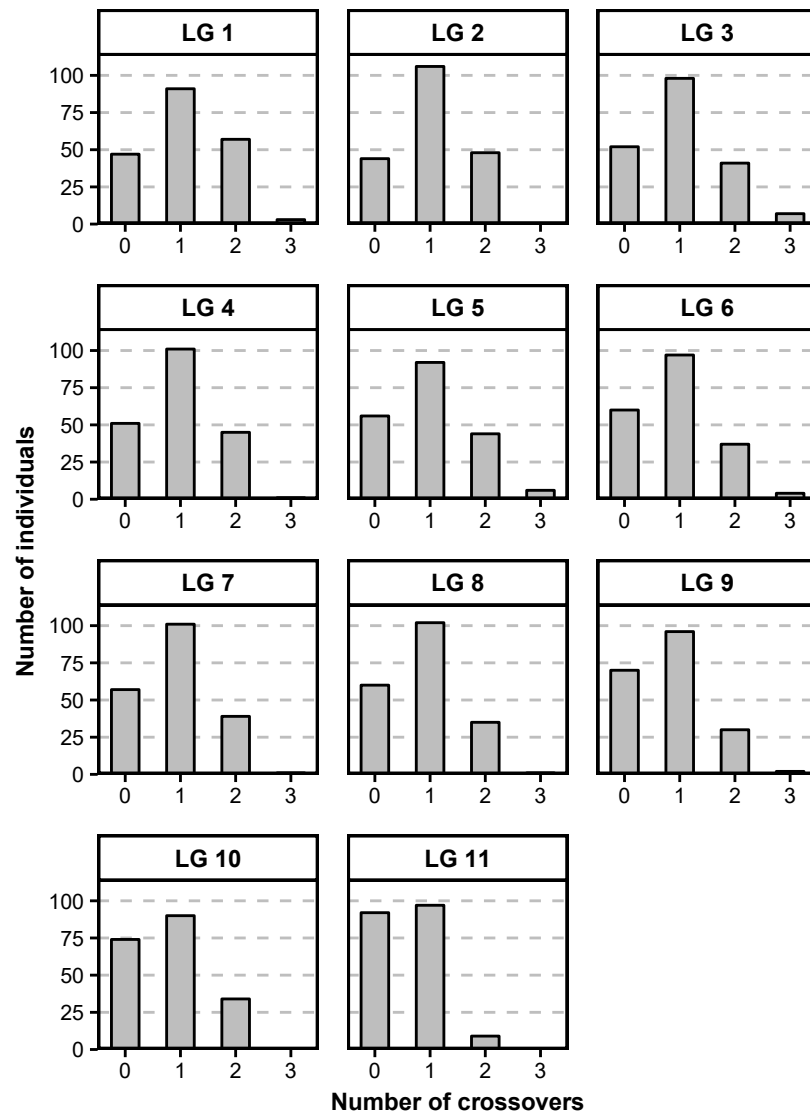 LG 1 LG 2 LG 3
100
75
50
25
0
0 1 2 3 0 1 2 3 0 1 2 3
LG 4 LG 5 LG 6
100
75
50
25
0
0 1 2 3 0 1 2 3 0 1 2 3
LG 7 LG 8 LG 9
100
75
50
25
0
0 1 2 3 0 1 2 3 0 1 2 3
LG 10 LG 11
100
75
50
25
0
0 1 2 3 0 1 2 3
Number of individuals
Number of crossovers